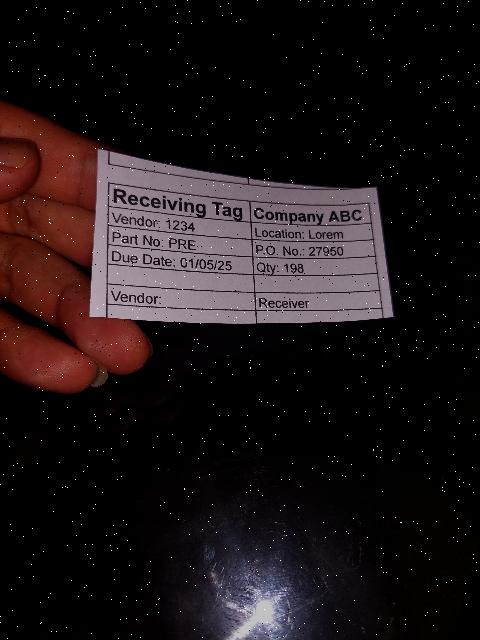 Receiving Tag Company ABC
Vendor: 1234 Location: Lorem
Part No: PRE P.O. No.: 27950
Due Date: 01/05/25 Qty: 198
Vendor: Receiver